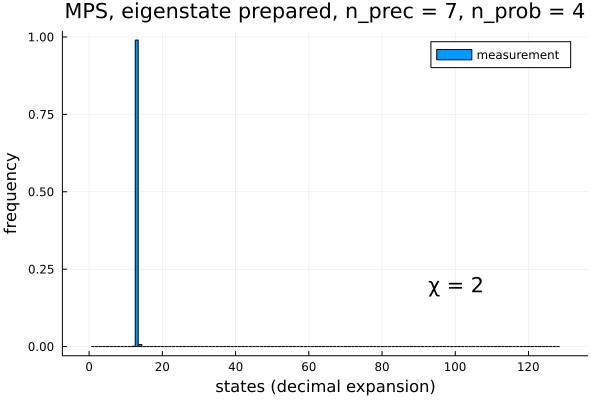 MPS, eigenstate prepared, n_prec = 7, n_prob = 4
1.00
0.75
0.50
0.25
0.00
frequency
measurement
χ = 2
0 20 40 60 80 100 120
states (decimal expansion)